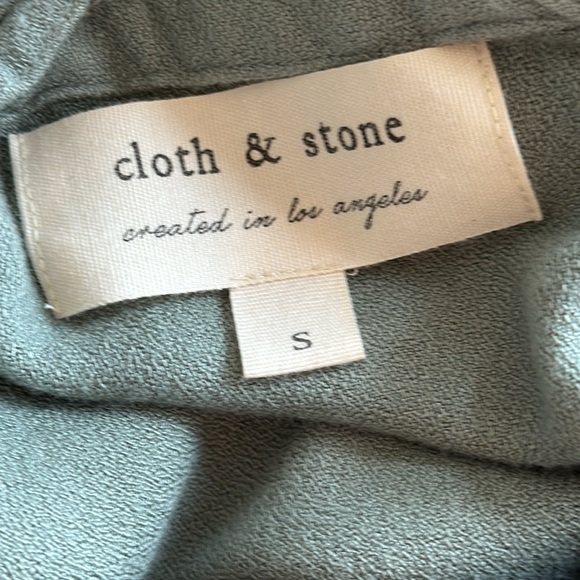 cloth & stone
created in los angeles
S